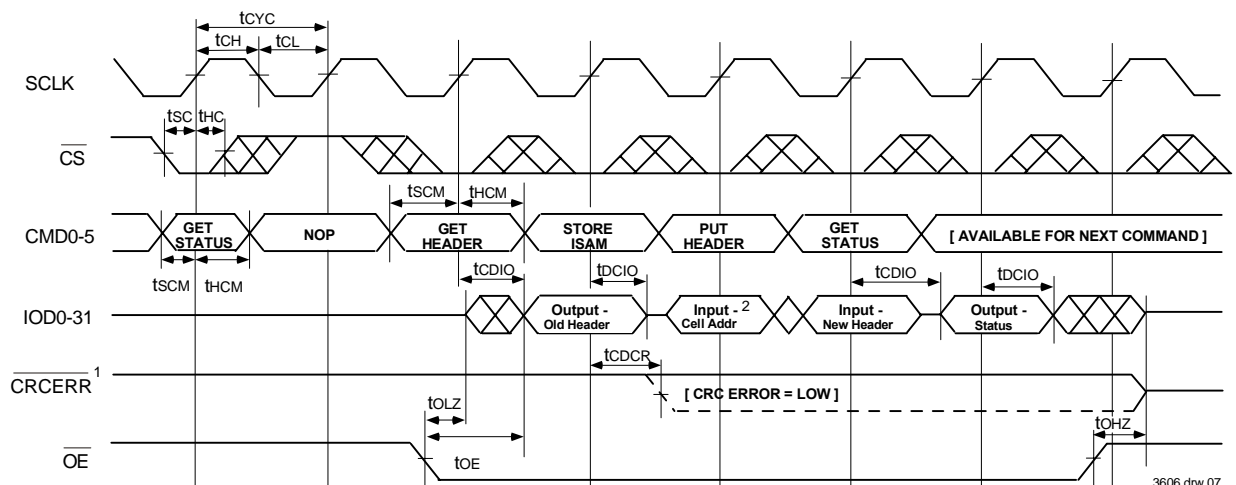 tCYC
tCH tCL
SCLK
tSC tHC
CS
tSCM tHCM
CMD0-5
GET STATUS
NOP
GET HEADER
STORE ISAM
PUT HEADER
GET STATUS
[ AVAILABLE FOR NEXT COMMAND ]
tSCM tHCM
tCDIO tDCIO tCDIO tDCIO
IOD0-31
Output - Old Header
Input - 2 Cell Addr
Input - New Header
Output - Status
tCDCR
CRCERR 1
[ CRC ERROR = LOW ]
tOLZ
tOHZ
tOE
OE
3606 drw 07